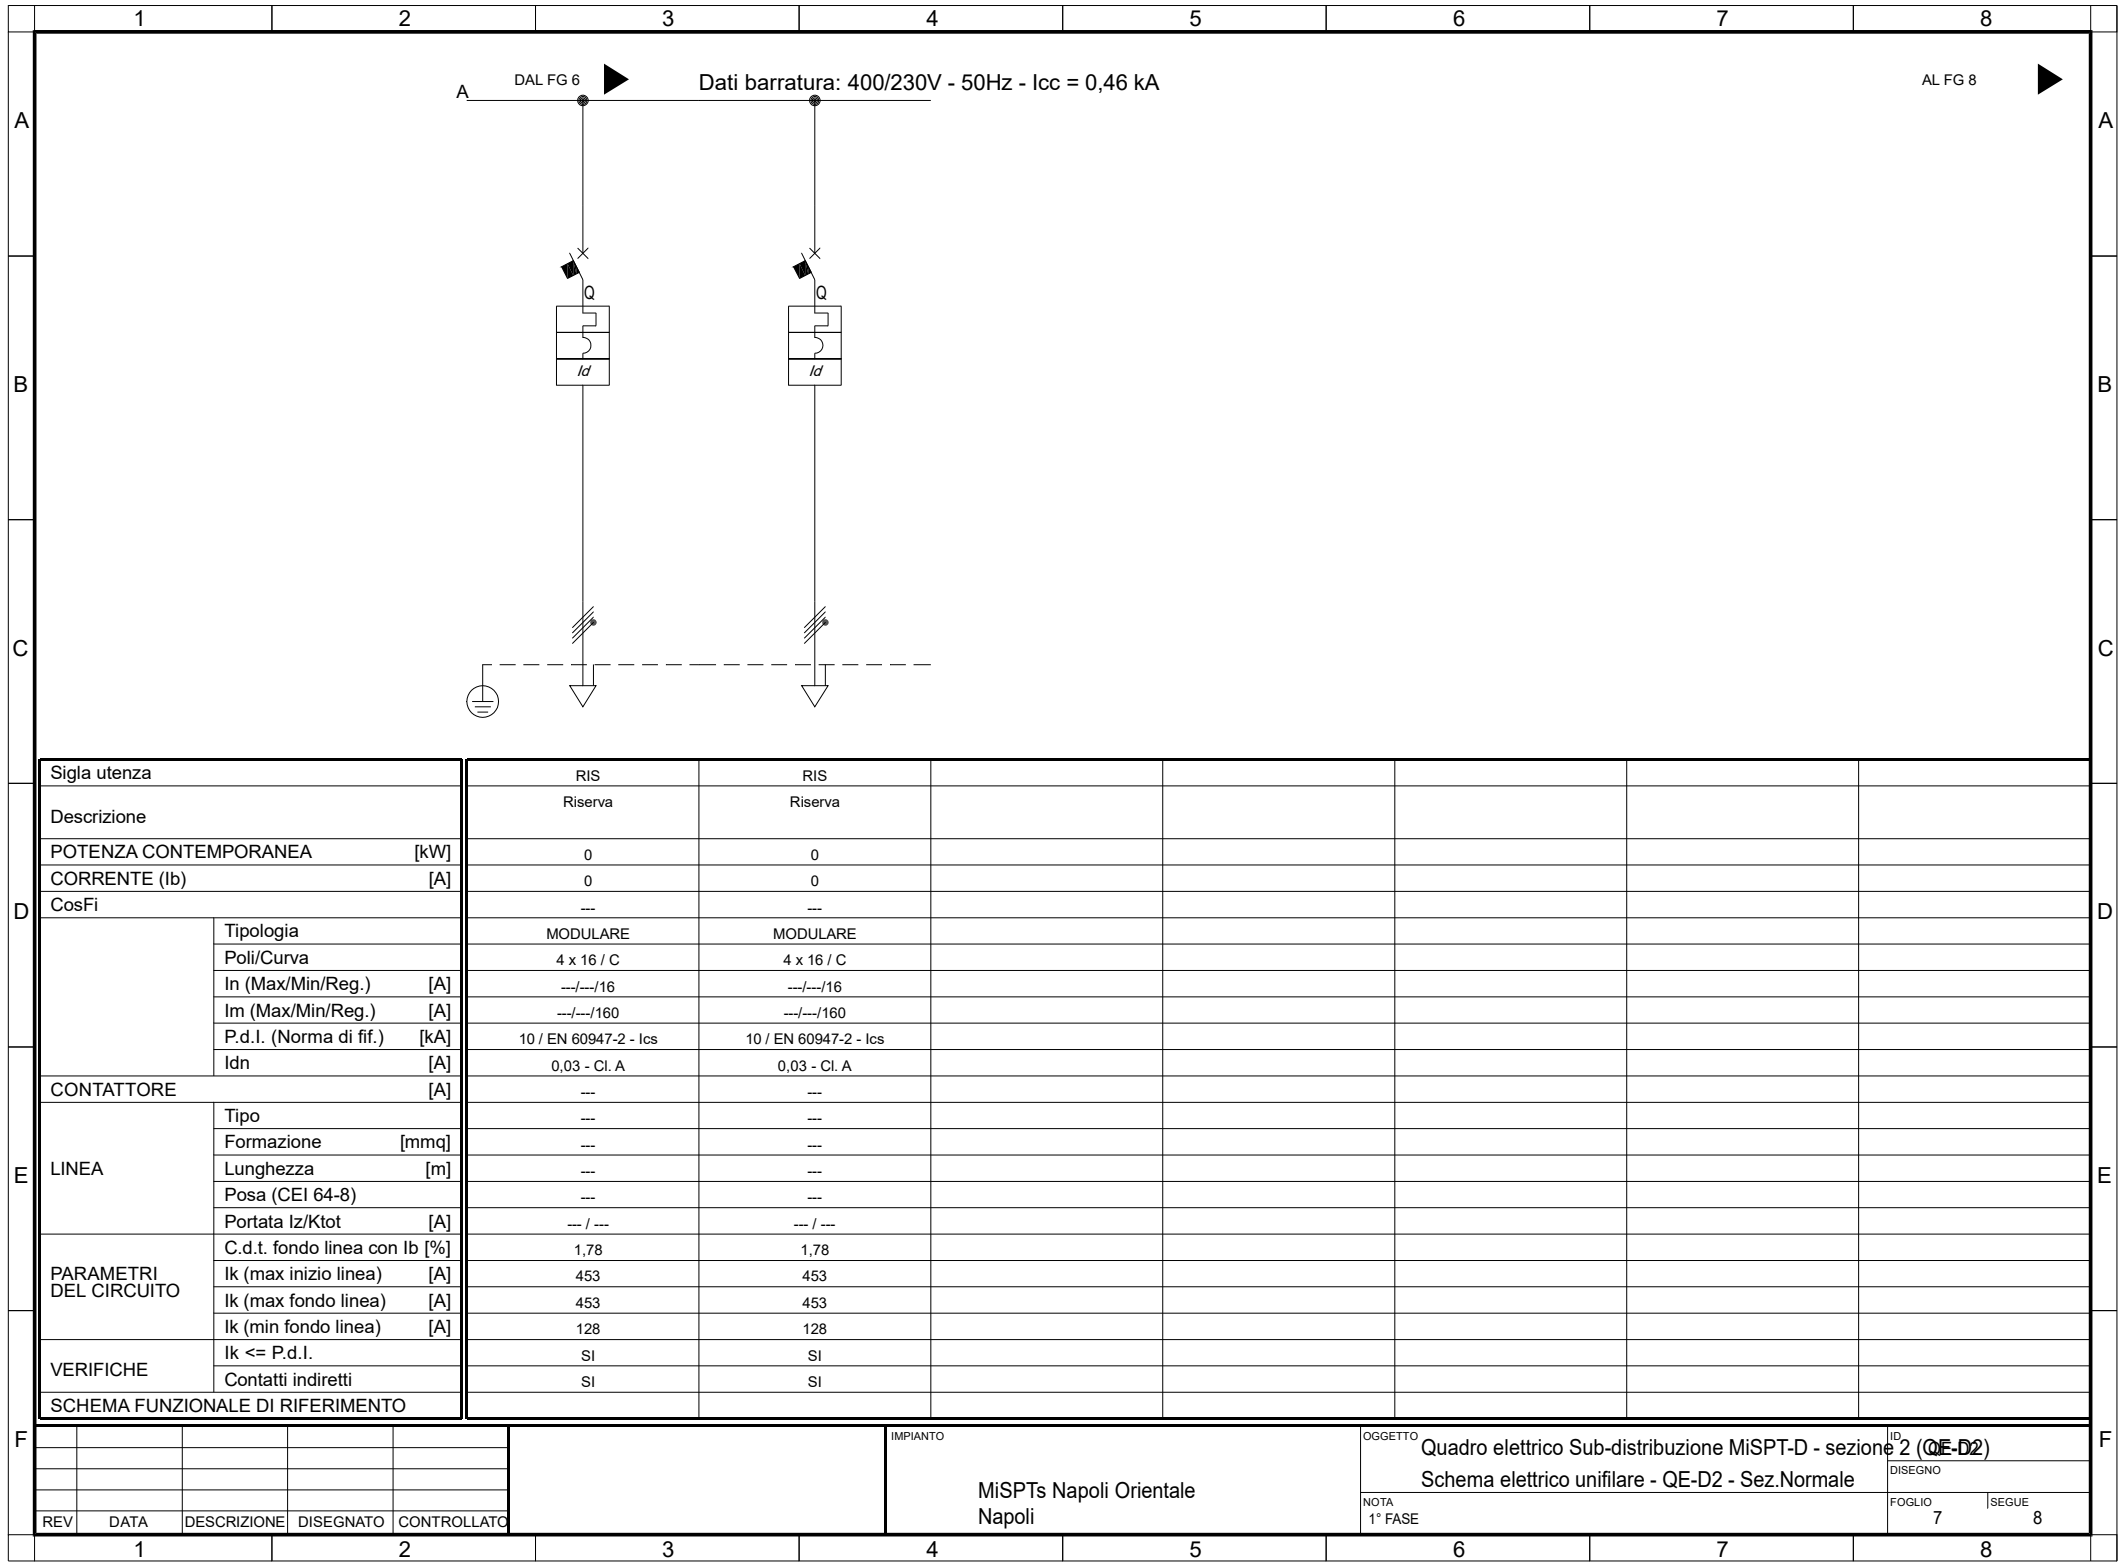 1 2 3 4 5 6 7 8
DAL FG 6 Dati barratura: 400/230V - 50Hz - Icc = 0,46 kA AL FG 8
A
A A
Q Q
Id Id
B B
C C
Sigla utenza RIS RIS
Descrizione Riserva Riserva
POTENZA CONTEMPORANEA [kW] 0 0
CORRENTE (Ib) [A] 0 0
CosFi --- ---
D D
Tipologia MODULARE MODULARE
Poli/Curva 4 x 16 / C 4 x 16 / C
In (Max/Min/Reg.) [A] ---/---/16 ---/---/16
Im (Max/Min/Reg.) [A] ---/---/160 ---/---/160
P.d.I. (Norma di fif.) [kA] 10 / EN 60947-2 - Ics 10 / EN 60947-2 - Ics
Idn [A] 0,03 - Cl. A 0,03 - Cl. A
CONTATTORE [A] --- ---
Tipo --- ---
Formazione [mmq] --- ---
LINEA Lunghezza [m] --- ---
E E
Posa (CEI 64-8) --- ---
Portata Iz/Ktot [A] --- / --- --- / ---
C.d.t. fondo linea con Ib [%] 1,78 1,78
PARAMETRI
DEL CIRCUITO
Ik (max inizio linea) [A] 453 453
Ik (max fondo linea) [A] 453 453
Ik (min fondo linea) [A] 128 128
VERIFICHE
Ik <= P.d.I. SI SI
Contatti indiretti SI SI
SCHEMA FUNZIONALE DI RIFERIMENTO
F F
IMPIANTO
MiSPTs Napoli Orientale
Napoli
OGGETTO
Quadro elettrico Sub-distribuzione MiSPT-D - sezione 2 (QE-D2)
Schema elettrico unifilare - QE-D2 - Sez.Normale
ID
QE-D2
DISEGNO
NOTA
1° FASE
FOGLIO SEGUE
7 8
REV DATA DESCRIZIONE DISEGNATO CONTROLLATO
1 2 3 4 5 6 7 8